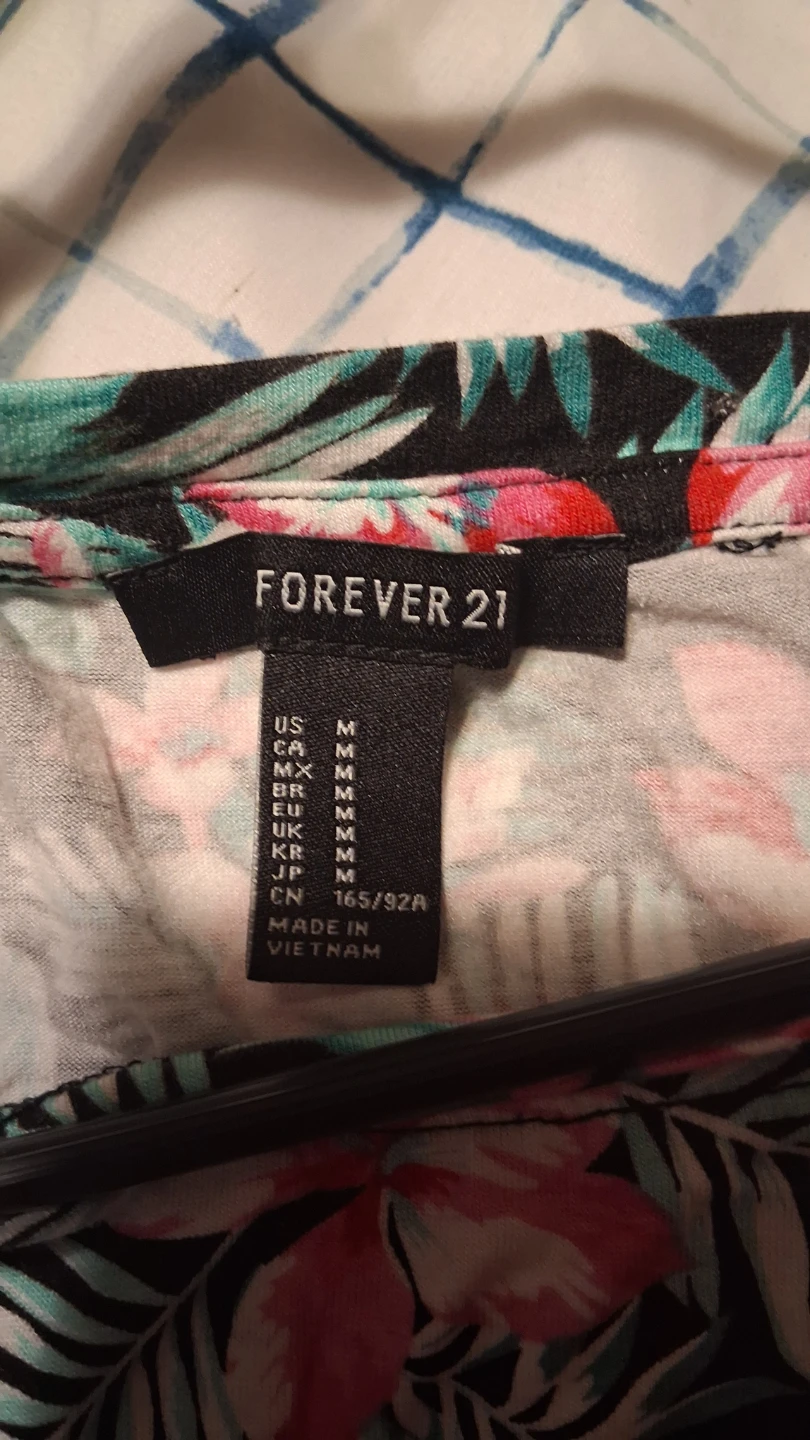 FOREVER 21
US M
CA M
MX M
BR M
EU M
UK M
KR M
JP M
CN 165/92A
MADE IN
VIETNAM